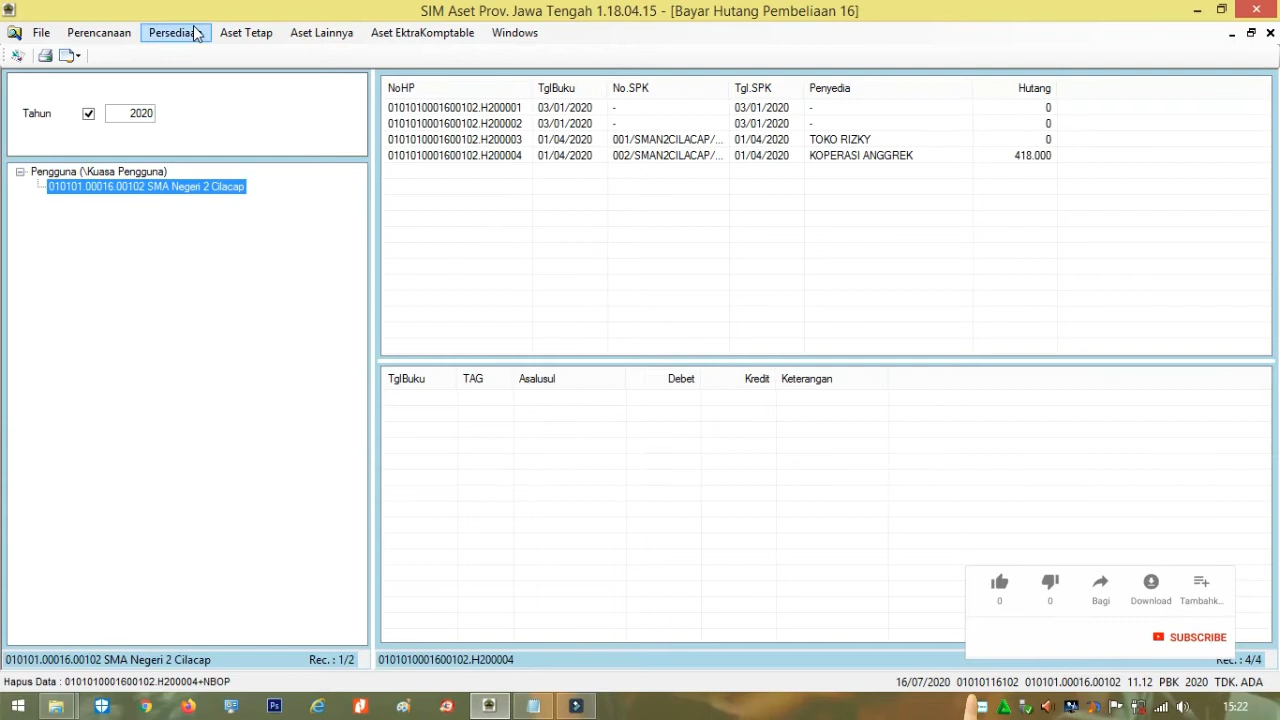 SIM Aset Prov. Jawa Tengah 1.18.04.15 - [Bayar Hutang Pembeliaan 16]
File Perencanaan Aset Tetap Aset Lainnya Aset EktraKomptable Windows
Tahun 2020
Pengguna (\Kuasa Pengguna)
010101.00016.00102 SMA Negeri 2 Cilacap
NoHP TglBuku No.SPK Tgl.SPK Penyedia Hutang
0101010001600102.H200001 03/01/2020 - 03/01/2020 - 0
0101010001600102.H200002 03/01/2020 - 03/01/2020 - 0
0101010001600102.H200003 01/04/2020 001/SMAN2CILACAP/... 01/04/2020 TOKO RIZKY 0
0101010001600102.H200004 01/04/2020 002/SMAN2CILACAP/... 01/04/2020 KOPERASI ANGGREK 418.000
TglBuku TAG Asalusul Debet Kredit Keterangan
0 0 Bagi Download Tambahk...
SUBSCRIBE
010101.00016.00102 SMA Negeri 2 Cilacap Rec. : 1/2
0101010001600102.H200004 Rec. : 4/4
Hapus Data : 0101010001600102.H200004+NBOP
16/07/2020 01010116102 010101.00016.00102 11.12 PBK 2020 TDK. ADA
15:22